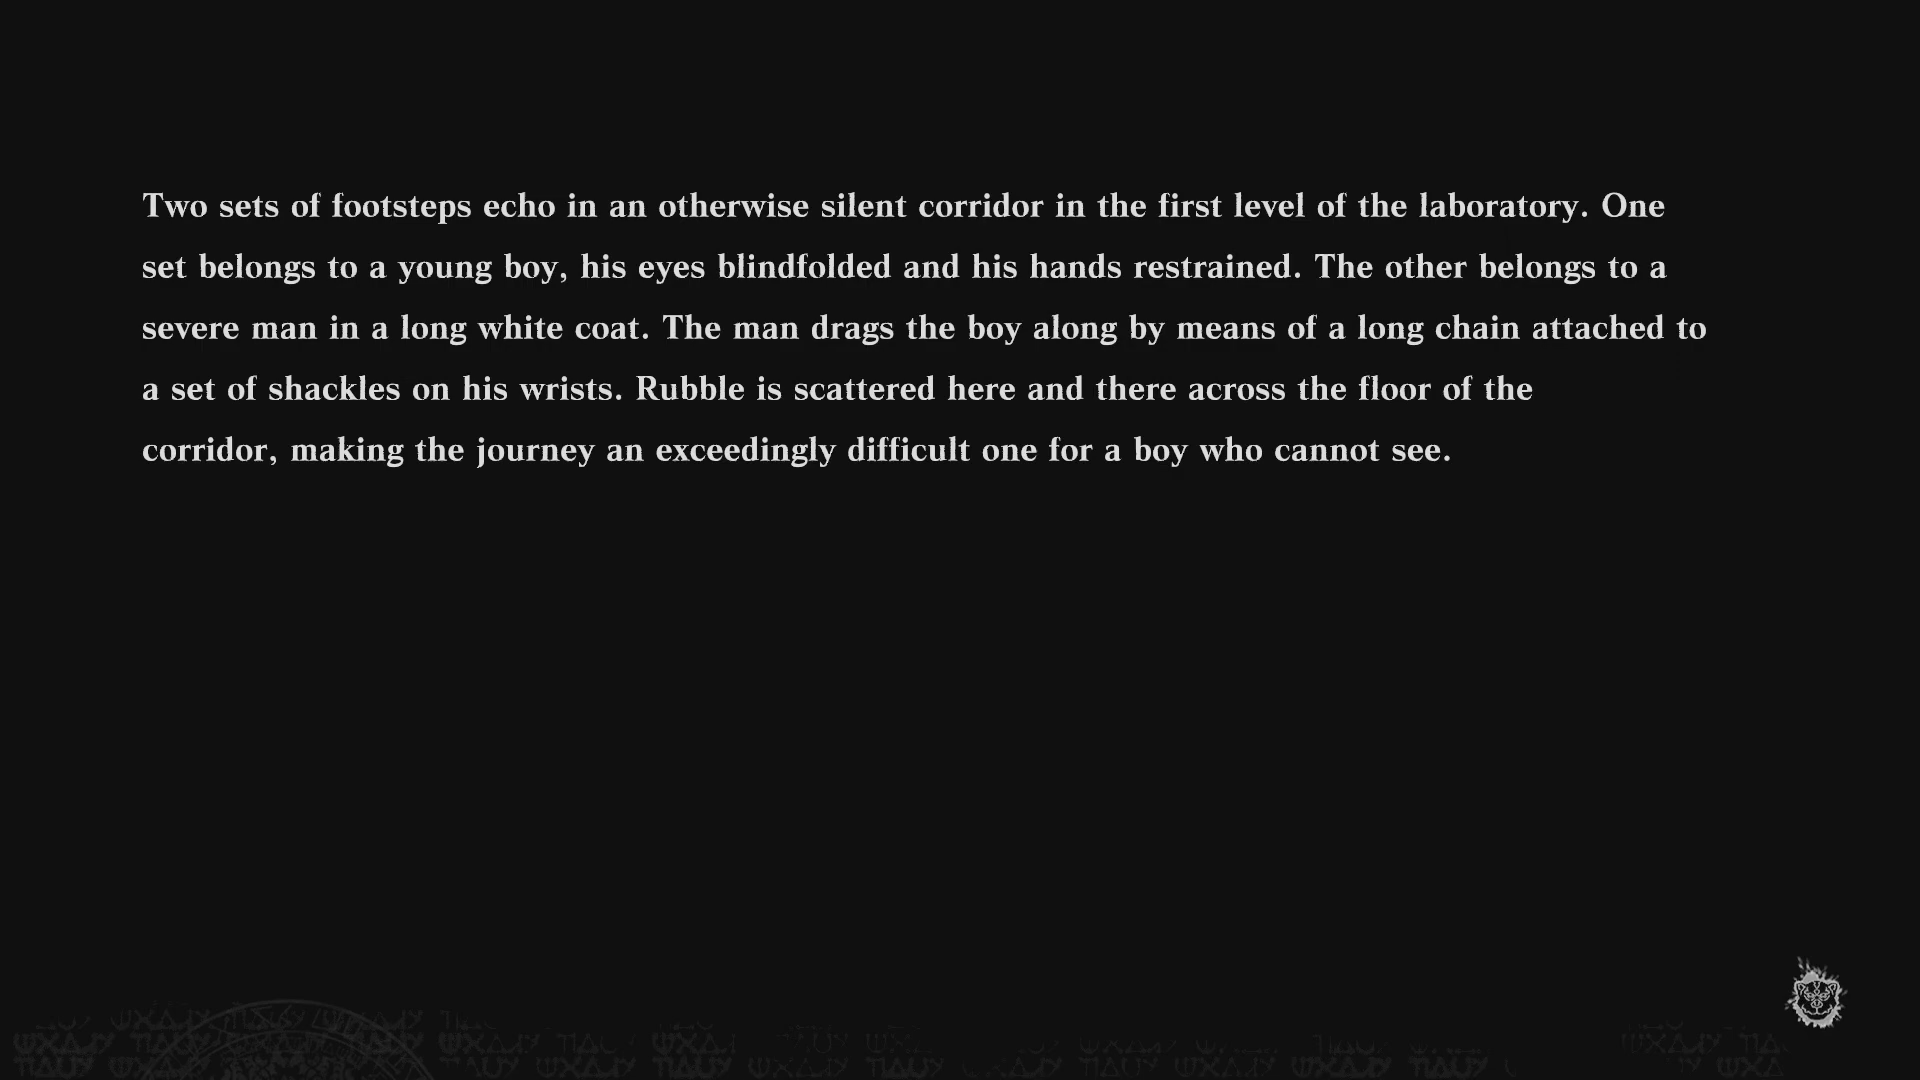 Two sets of footsteps echo in an otherwise silent corridor in the first level of the laboratory. One
set belongs to a young boy, his eyes blindfolded and his hands restrained. The other belongs to a
severe man in a long white coat. The man drags the boy along by means of a long chain attached to
a set of shackles on his wrists. Rubble is scattered here and there across the floor of the
corridor, making the journey an exceedingly difficult one for a boy who cannot see.